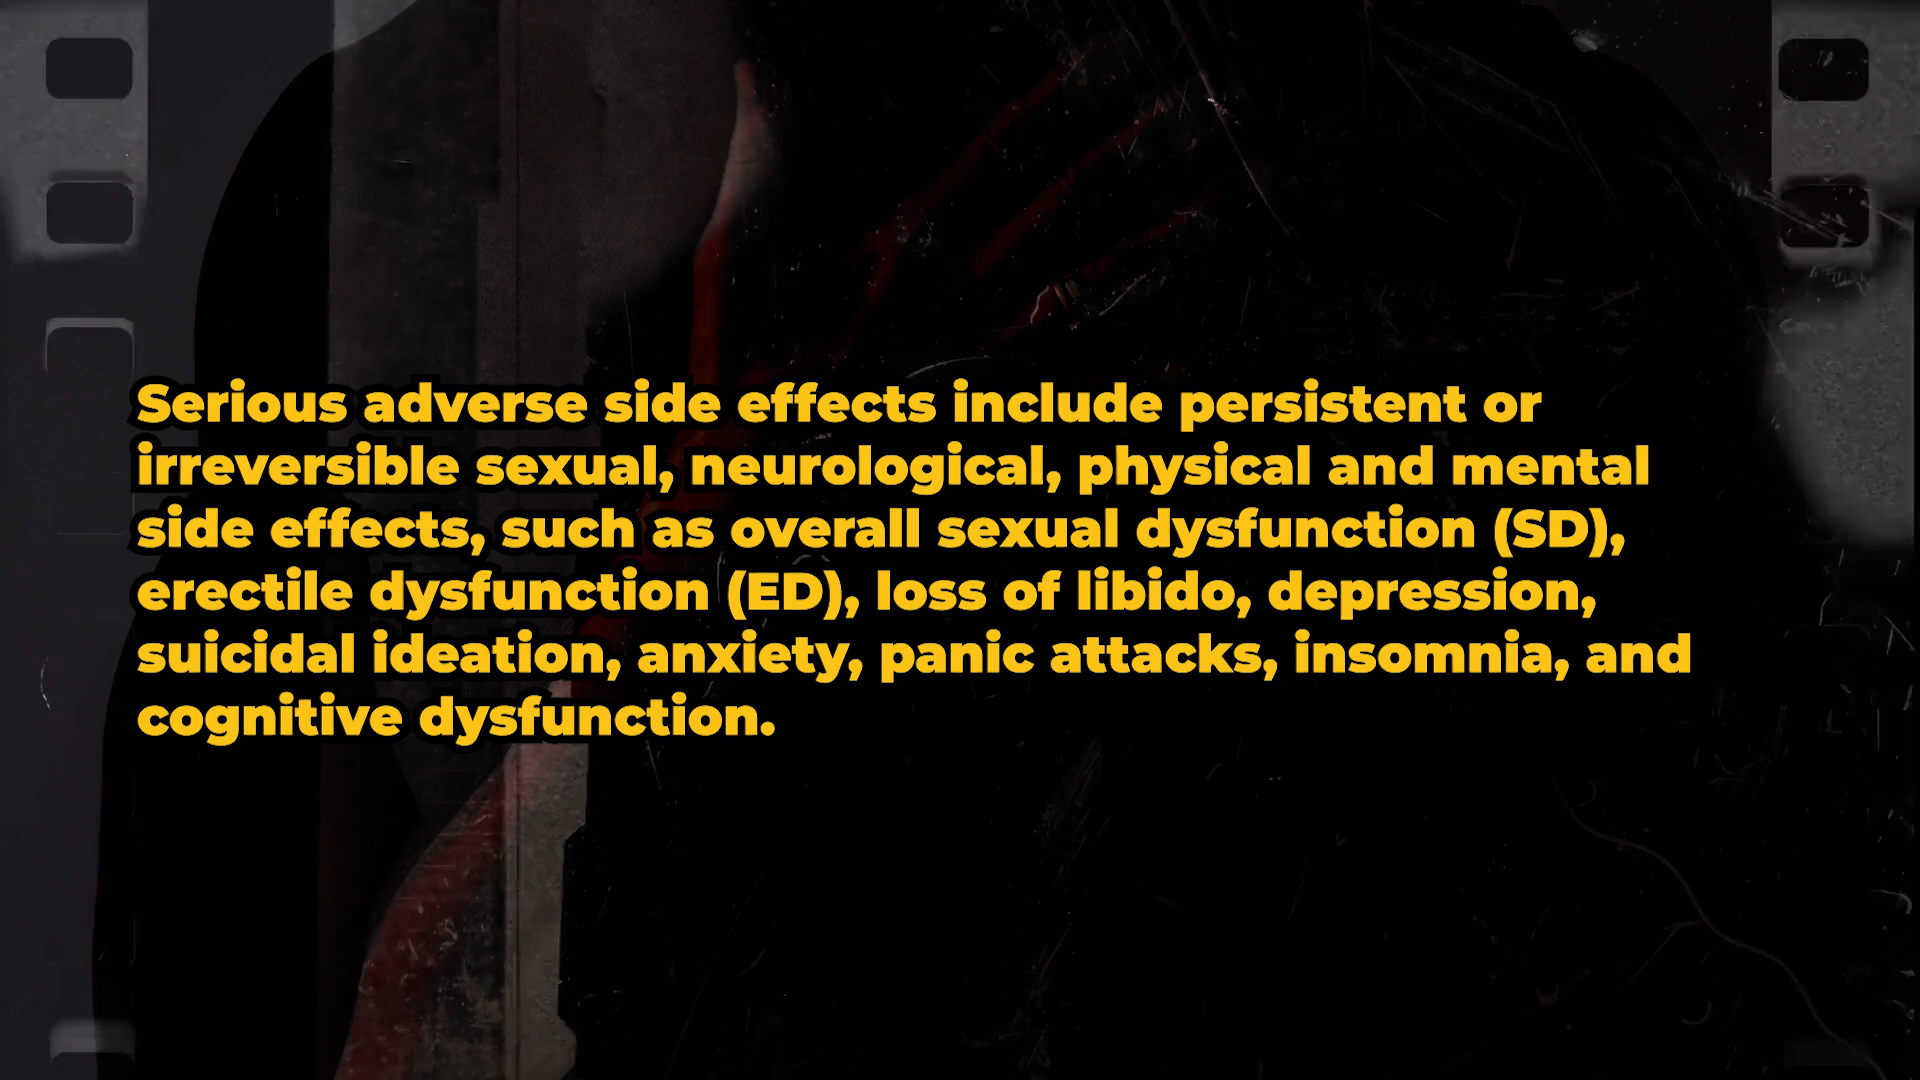 Serious adverse side effects include persistent or
irreversible sexual, neurological, physical and mental
side effects, such as overall sexual dysfunction (SD),
erectile dysfunction (ED), loss of libido, depression,
suicidal ideation, anxiety, panic attacks, insomnia, and
cognitive dysfunction.